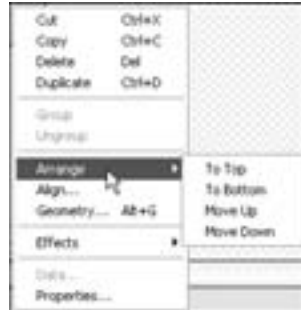 Cut Ctrl+X
Copy Ctrl+C
Delete Del
Duplicate Ctrl+D
Group
Ungroup
Arrange
To Top
Align...
To Bottom
Geometry... Alt+G
Move Up
Move Down
Effects
Data...
Properties...